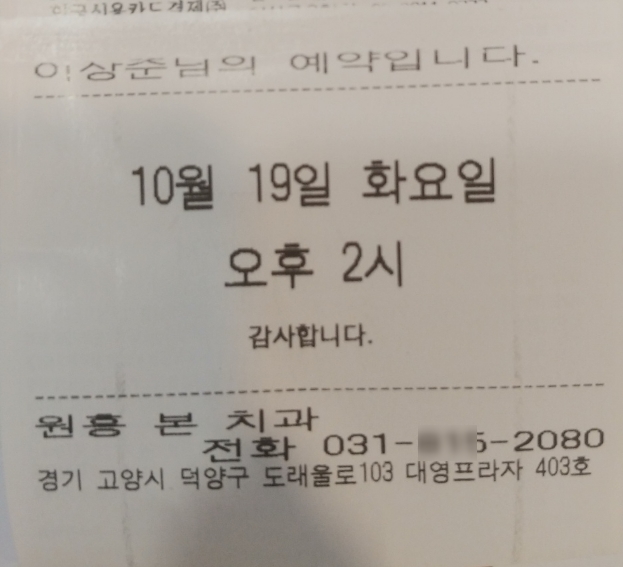 이상준님의 예약입니다.
10월 19일 화요일
오후 2시
감사합니다.
원흥 본 치과
전화 031- 5-2080
경기 고양시 덕양구 도래울로103 대영프라자 403호